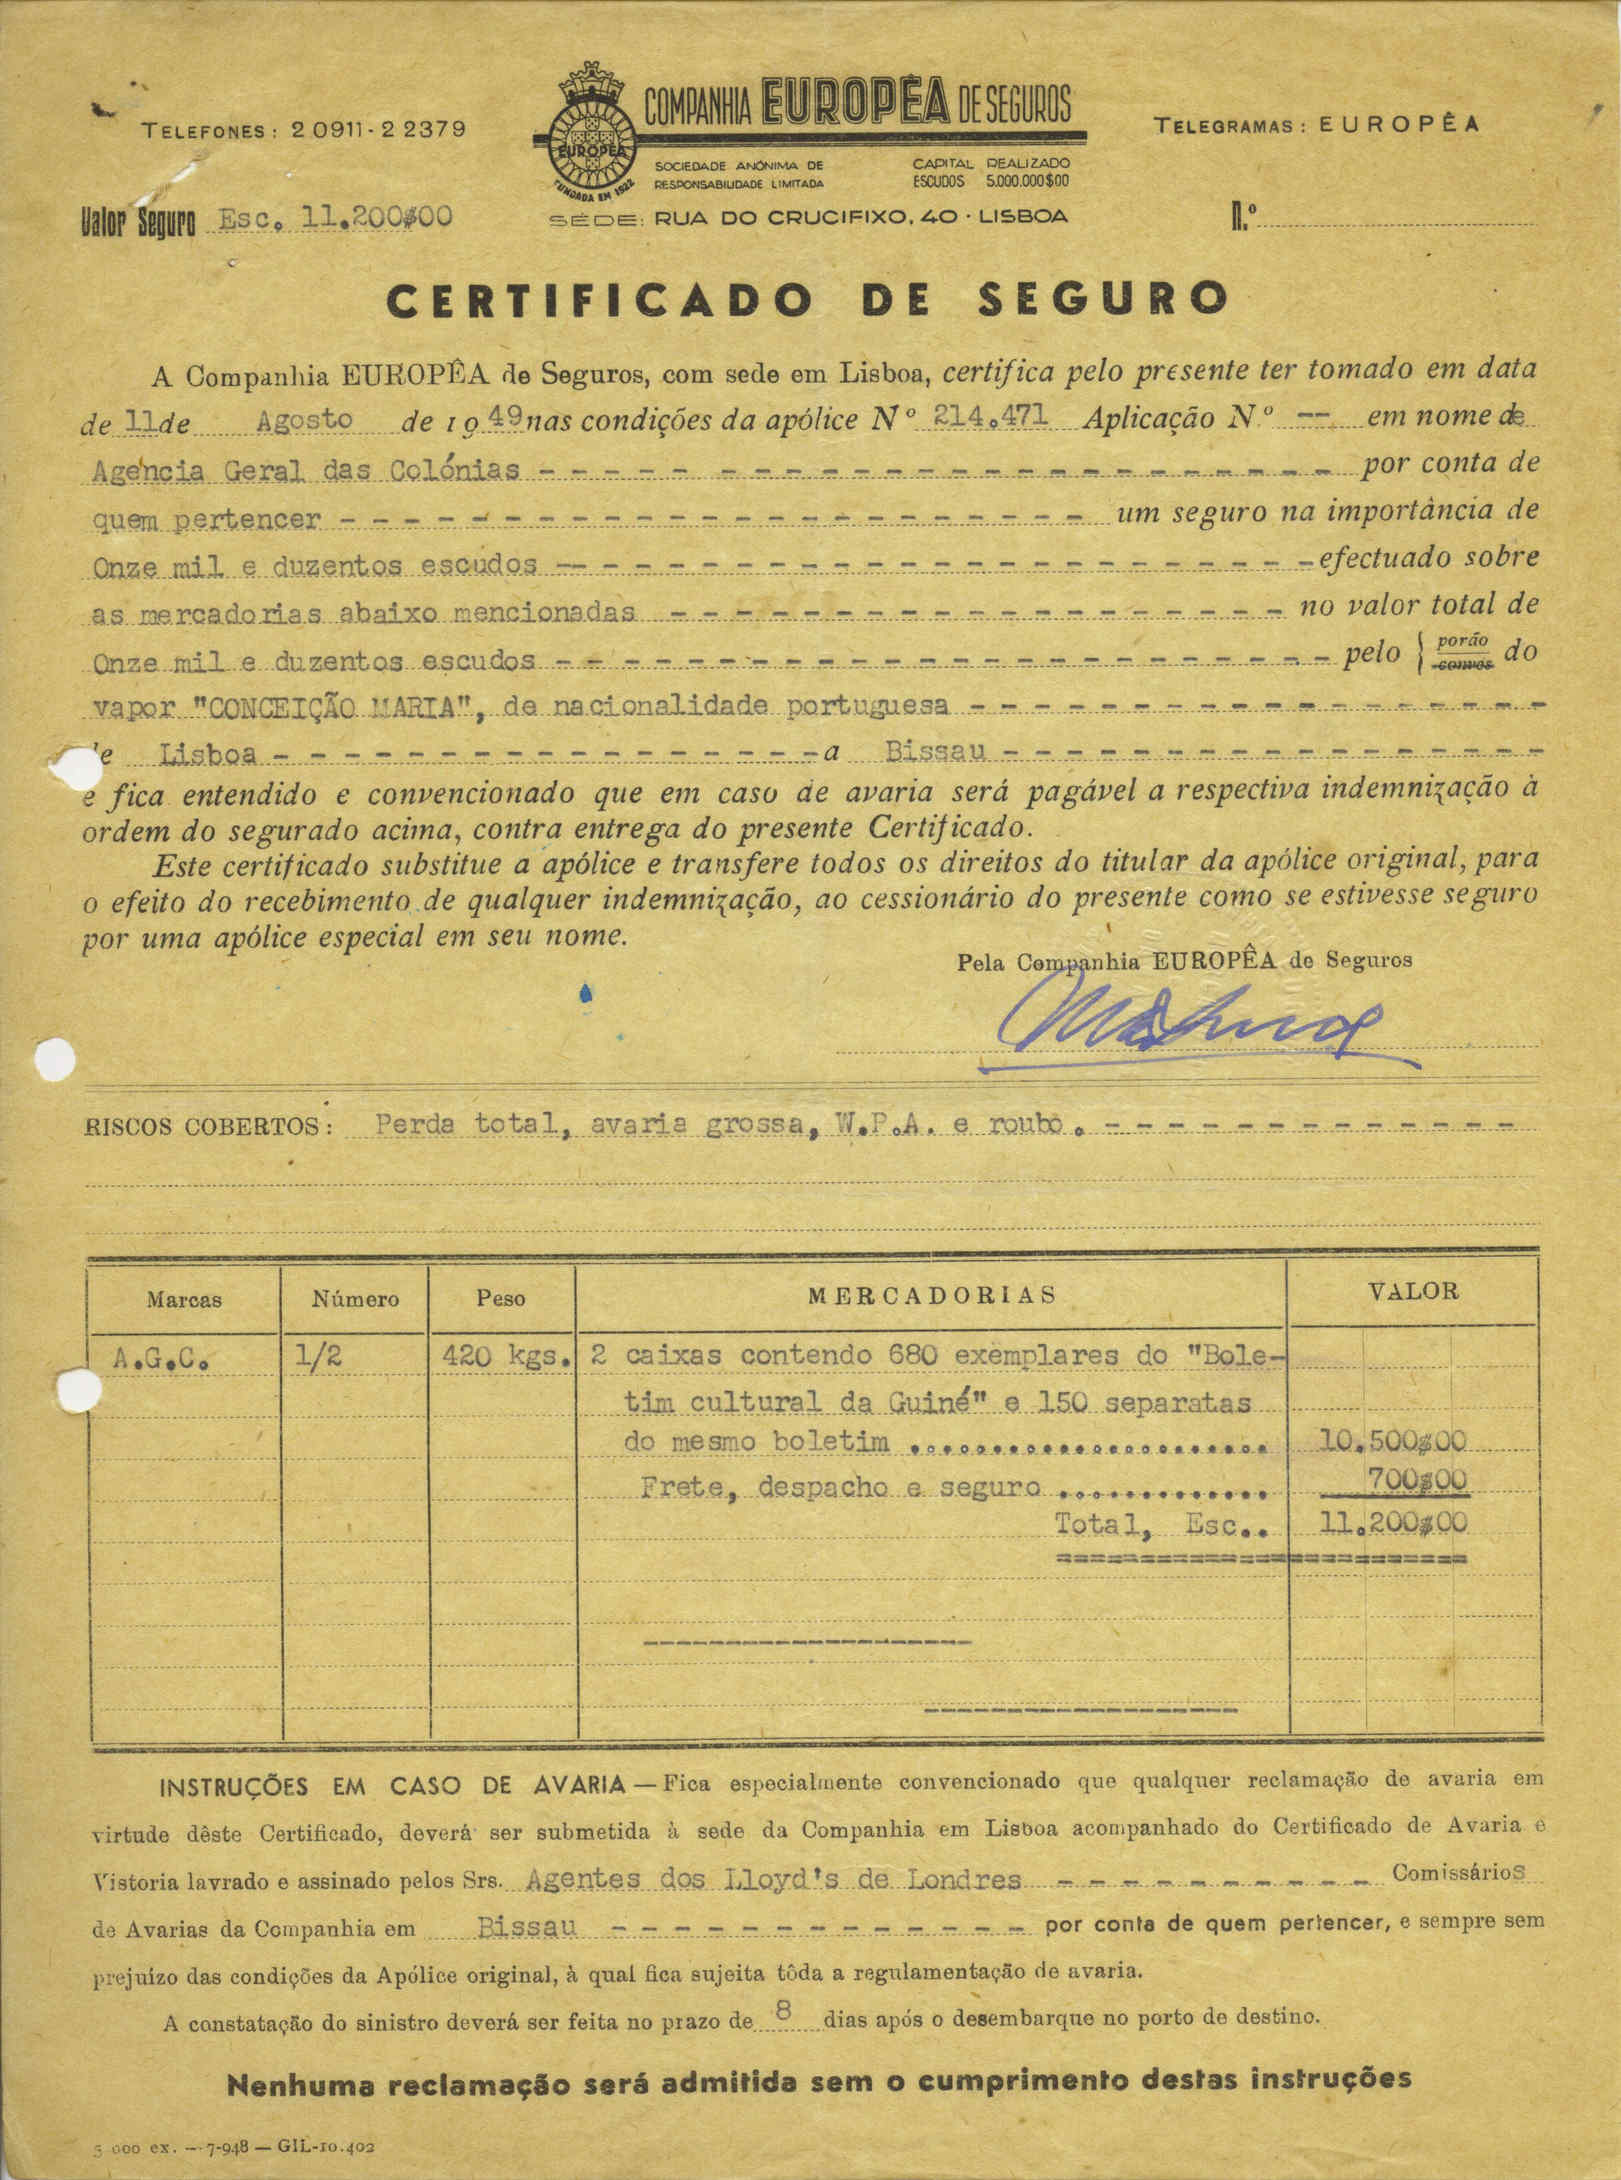 COMPANHIA EUROPÊA DE SEGUROS
TELEFONES: 2 0911 - 2 2379
TELEGRAMAS: EUROPÊA
EUROPÊA
FUNDADA EM 1922
SOCIEDADE ANÓNIMA DE RESPONSABILIDADE LIMITADA
CAPITAL REALIZADO ESCUDOS 5.000.000$00
Valor Seguro Esc. 11.200$00
SÉDE: RUA DO CRUCIFIXO, 40 · LISBOA
N.º
CERTIFICADO DE SEGURO
A Companhia EUROPÊA de Seguros, com sede em Lisboa, certifica pelo presente ter tomado em data
de 11 de Agosto de 19 49 nas condições da apólice Nº 214.471 Aplicação Nº -- em nome de
Agência Geral das Colónias - - - - - - - - - - - - - - - - - - - - - - - por conta de
quem pertencer - - - - - - - - - - - - - - - - - - - - - - - um seguro na importância de
Onze mil e duzentos escudos - - - - - - - - - - - - - - - - - - - - - - - efectuado sobre
as mercadorias abaixo mencionadas - - - - - - - - - - - - - - - - - - - no valor total de
Onze mil e duzentos escudos - - - - - - - - - - - - - - - - - - - - - - - pelo { porão convés do
vapor "CONCEIÇÃO MARIA", de nacionalidade portuguesa - - - - - - - - - - - - - - - - - -
de Lisboa - - - - - - - - - - - - - - - - - a Bissau - - - - - - - - - - - - - - - - -
e fica entendido e convencionado que em caso de avaria será pagável a respectiva indemnização à
ordem do segurado acima, contra entrega do presente Certificado.
Este certificado substitue a apólice e transfere todos os direitos do titular da apólice original, para
o efeito do recebimento de qualquer indemnização, ao cessionário do presente como se estivesse seguro
por uma apólice especial em seu nome.
Pela Companhia EUROPÊA de Seguros
RISCOS COBERTOS: Perda total, avaria grossa, W.P.A. e roubo. - - - - - - - - - - - - -
Marcas Número Peso MERCADORIAS VALOR
A.G.C. 1/2 420 kgs. 2 caixas contendo 680 exemplares do "Bole-
tim cultural da Guiné" e 150 separatas
do mesmo boletim ...................... 10.500$00
Frete, despacho e seguro ............. 700$00
Total, Esc.. 11.200$00
INSTRUÇÕES EM CASO DE AVARIA — Fica especialmente convencionado que qualquer reclamação de avaria em
virtude dêste Certificado, deverá ser submetida à sede da Companhia em Lisboa acompanhado do Certificado de Avaria e
Vistoria lavrado e assinado pelos Srs. Agentes dos Lloyd's de Londres - - - - - - - - - - Comissários
de Avarias da Companhia em Bissau - - - - - - - - - - - - - por conta de quem pertencer, e sempre sem
prejuízo das condições da Apólice original, à qual fica sujeita tôda a regulamentação de avaria.
A constatação do sinistro deverá ser feita no prazo de 8 dias após o desembarque no porto de destino.
Nenhuma reclamação será admitida sem o cumprimento destas instruções
5 000 ex. — 7-948 — GIL-10.402